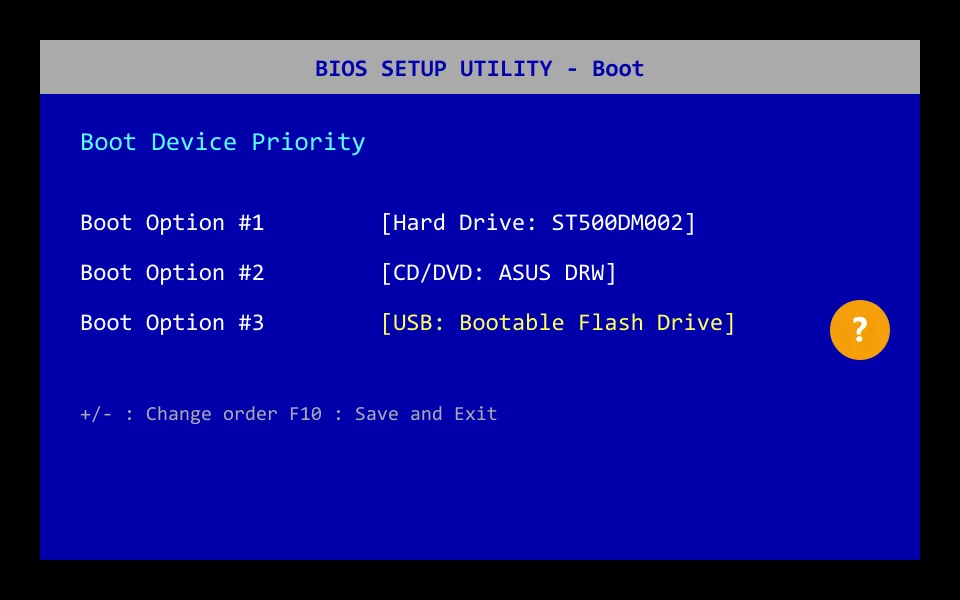 BIOS SETUP UTILITY - Boot
Boot Device Priority
Boot Option #1 [Hard Drive: ST500DM002]
Boot Option #2 [CD/DVD: ASUS DRW]
Boot Option #3 [USB: Bootable Flash Drive]
?
+/- : Change order F10 : Save and Exit